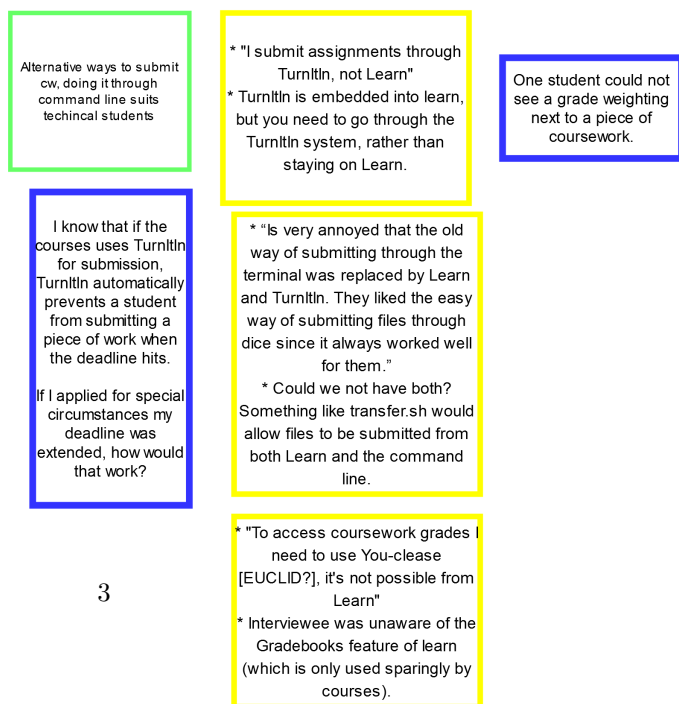 Alternative ways to submit
cw, doing it through
command line suits
techincal students
* "I submit assignments through
TurnItIn, not Learn"
* TurnItIn is embedded into learn,
but you need to go through the
TurnItIn system, rather than
staying on Learn.
One student could not
see a grade weighting
next to a piece of
coursework.
I know that if the
courses uses TurnItIn
for submission,
TurnItIn automatically
prevents a student
from submitting a
piece of work when
the deadline hits.
If I applied for special
circumstances my
deadline was
extended, how would
that work?
* “Is very annoyed that the old
way of submitting through the
terminal was replaced by Learn
and TurnItIn. They liked the easy
way of submitting files through
dice since it always worked well
for them.”
* Could we not have both?
Something like transfer.sh would
allow files to be submitted from
both Learn and the command
line.
* "To access coursework grades I
need to use You-clease
[EUCLID?], it's not possible from
Learn"
* Interviewee was unaware of the
Gradebooks feature of learn
(which is only used sparingly by
courses).
3